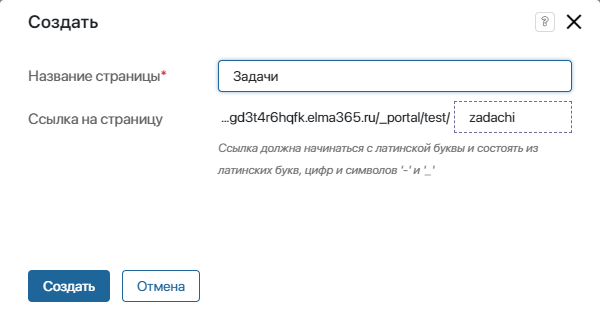 Создать
?
Название страницы*
Задачи
Ссылка на страницу
...gd3t4r6hqfk.elma365.ru/_portal/test/ zadachi
Ссылка должна начинаться с латинской буквы и состоять из
латинских букв, цифр и символов '-' и '_'
Создать Отмена